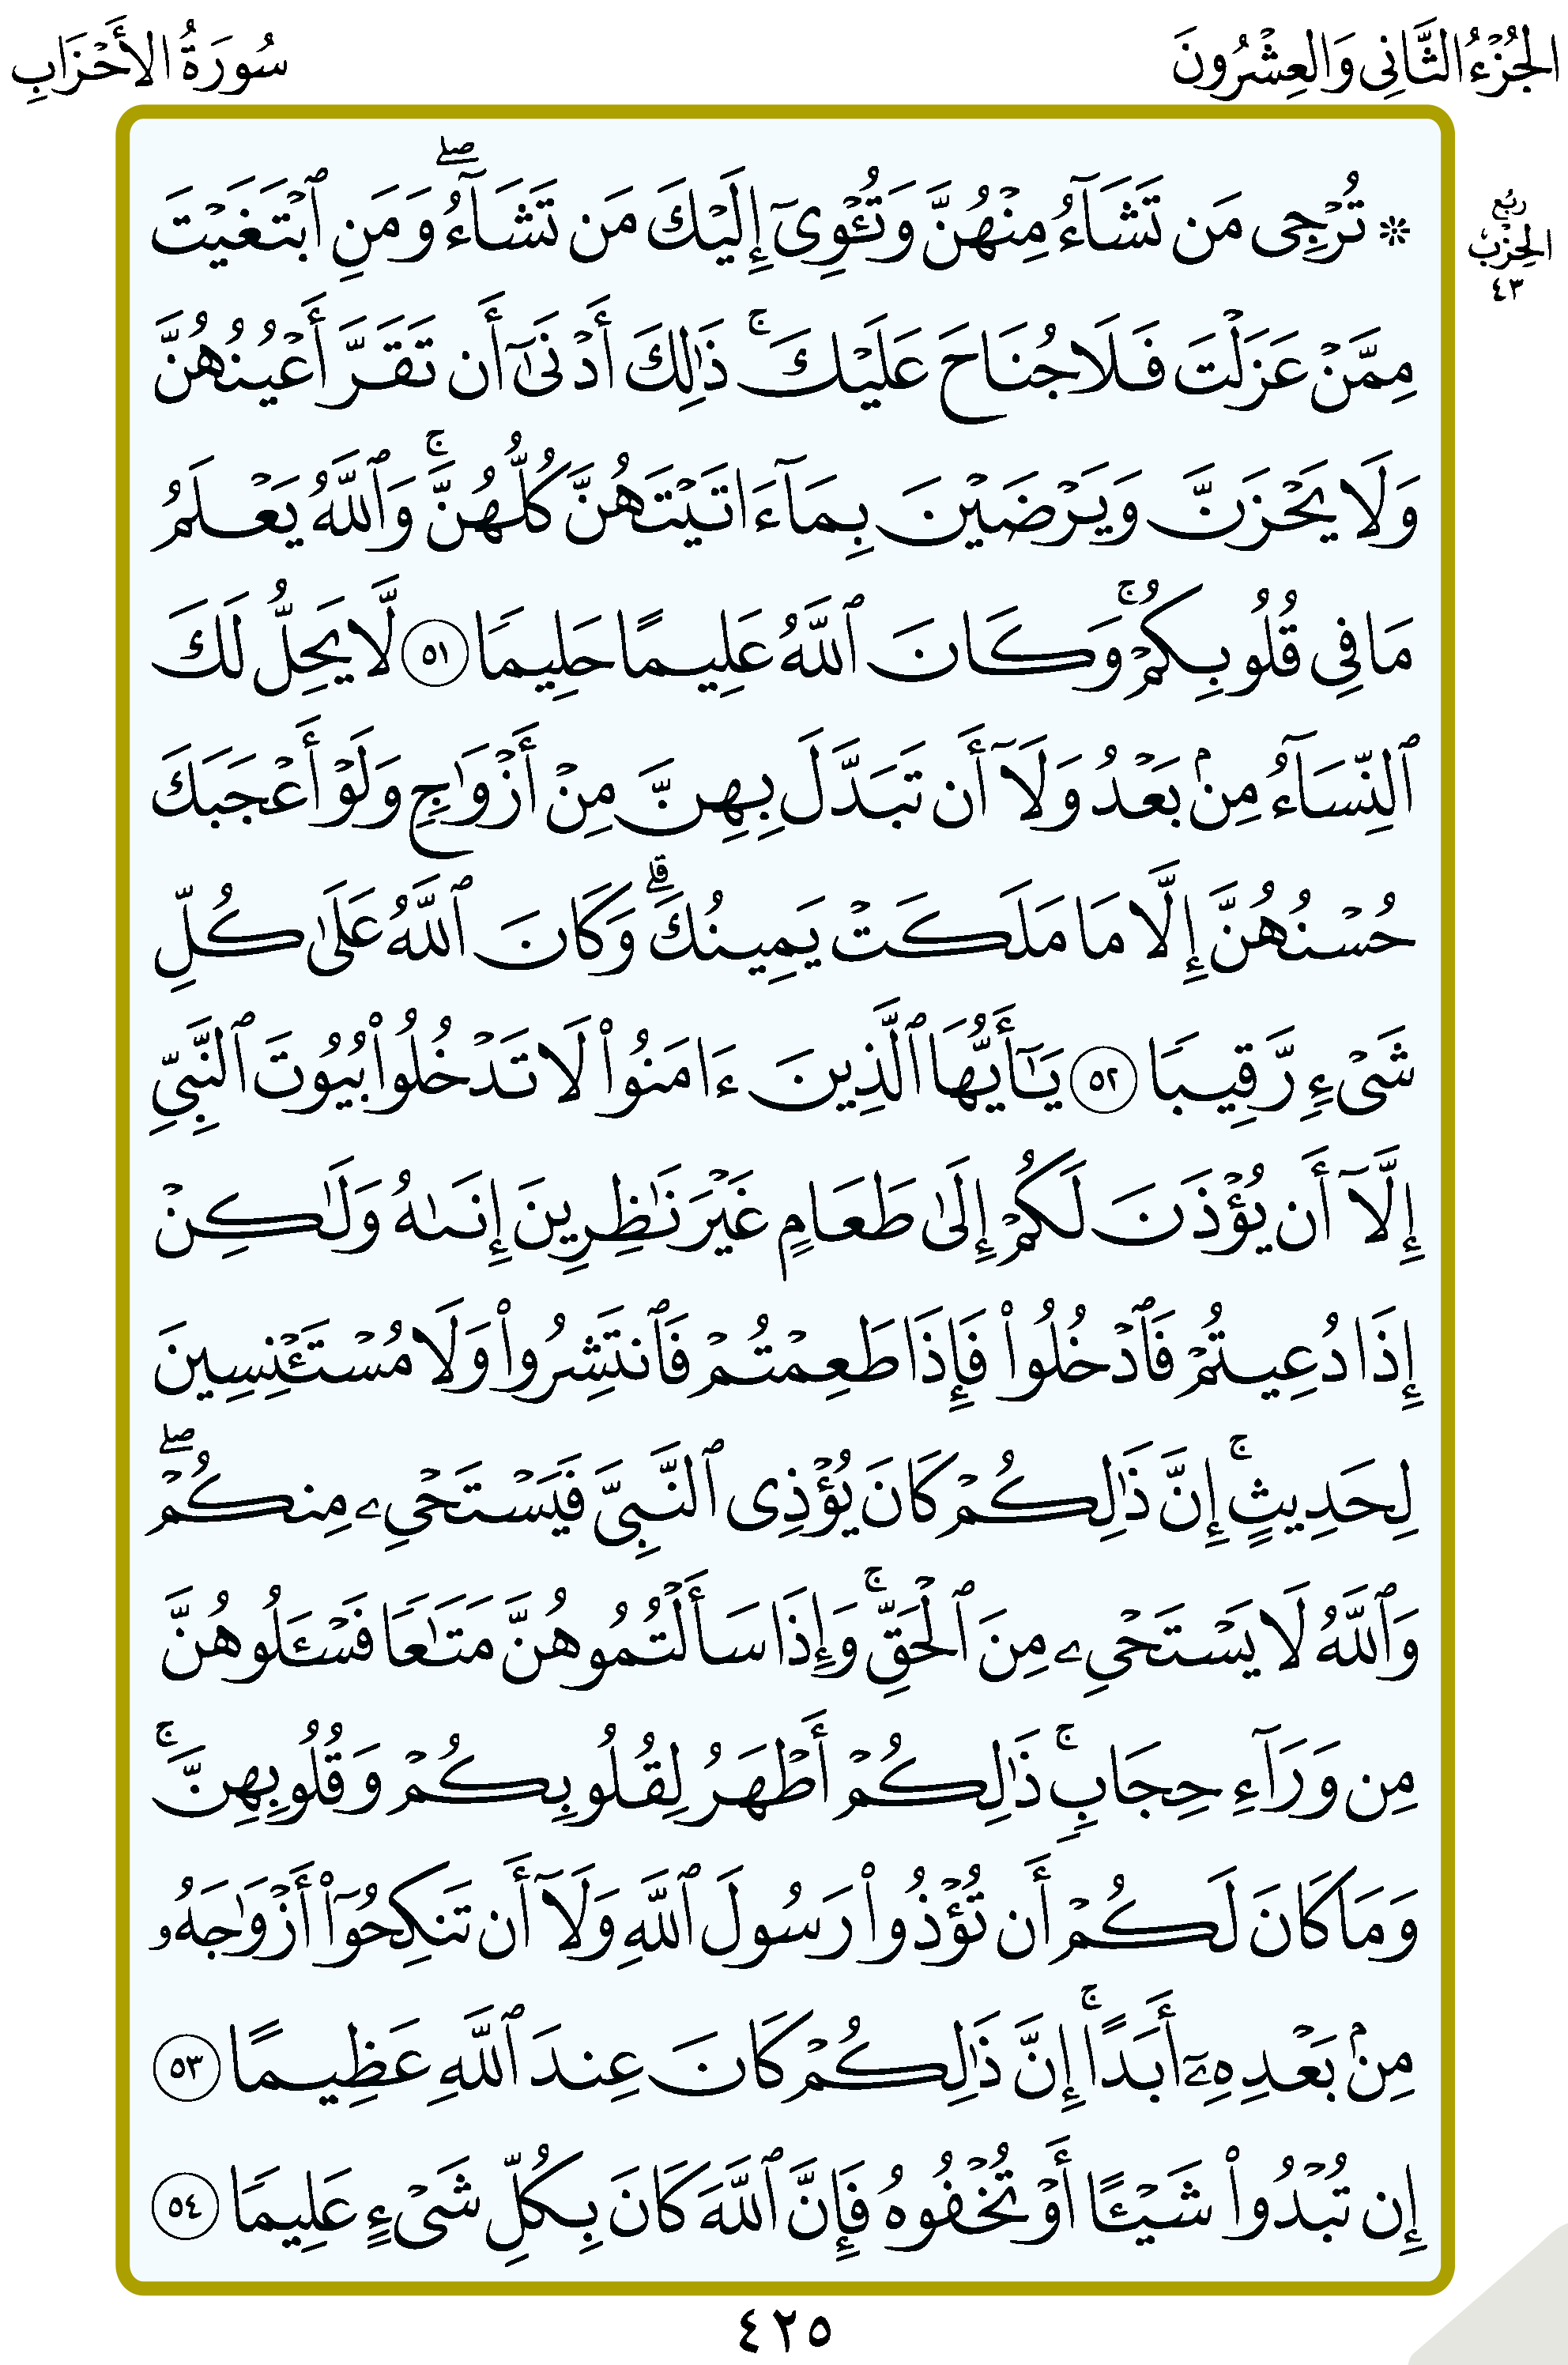 الجُزْءُ الثَّانِي وَالعِشْرُونَ
سُورَةُ الأَحْزَابِ
رُبْعُ
الحِزْبِ
٤٣
۞ تُرْجِى مَن تَشَآءُ مِنْهُنَّ وَتُـْٔوِىٓ إِلَيْكَ مَن تَشَآءُۖ وَمَنِ ٱبْتَغَيْتَ
مِمَّنْ عَزَلْتَ فَلَا جُنَاحَ عَلَيْكَۚ ذَٰلِكَ أَدْنَىٰٓ أَن تَقَرَّ أَعْيُنُهُنَّ
وَلَا يَحْزَنَّ وَيَرْضَيْنَ بِمَآ ءَاتَيْتَهُنَّ كُلُّهُنَّۚ وَٱللَّهُ يَعْلَمُ
مَا فِى قُلُوبِكُمْۚ وَكَانَ ٱللَّهُ عَلِيمًا حَلِيمًا ٥١ لَّا يَحِلُّ لَكَ
ٱلنِّسَآءُ مِنۢ بَعْدُ وَلَآ أَن تَبَدَّلَ بِهِنَّ مِنْ أَزْوَٰجٍ وَلَوْ أَعْجَبَكَ
حُسْنُهُنَّ إِلَّا مَا مَلَكَتْ يَمِينُكَۗ وَكَانَ ٱللَّهُ عَلَىٰ كُلِّ
شَىْءٍ رَّقِيبًا ٥٢ يَـٰٓأَيُّهَا ٱلَّذِينَ ءَامَنُوا۟ لَا تَدْخُلُوا۟ بُيُوتَ ٱلنَّبِىِّ
إِلَّآ أَن يُؤْذَنَ لَكُمْ إِلَىٰ طَعَامٍ غَيْرَ نَـٰظِرِينَ إِنَىٰهُ وَلَـٰكِنْ
إِذَا دُعِيتُمْ فَٱدْخُلُوا۟ فَإِذَا طَعِمْتُمْ فَٱنتَشِرُوا۟ وَلَا مُسْتَـْٔنِسِينَ
لِحَدِيثٍۚ إِنَّ ذَٰلِكُمْ كَانَ يُؤْذِى ٱلنَّبِىَّ فَيَسْتَحْىِۦ مِنكُمْۖ
وَٱللَّهُ لَا يَسْتَحْىِۦ مِنَ ٱلْحَقِّۚ وَإِذَا سَأَلْتُمُوهُنَّ مَتَـٰعًا فَسْـَٔلُوهُنَّ
مِن وَرَآءِ حِجَابٍۚ ذَٰلِكُمْ أَطْهَرُ لِقُلُوبِكُمْ وَقُلُوبِهِنَّۚ
وَمَا كَانَ لَكُمْ أَن تُؤْذُوا۟ رَسُولَ ٱللَّهِ وَلَآ أَن تَنكِحُوٓا۟ أَزْوَٰجَهُۥ
مِنۢ بَعْدِهِۦٓ أَبَدًاۚ إِنَّ ذَٰلِكُمْ كَانَ عِندَ ٱللَّهِ عَظِيمًا ٥٣
إِن تُبْدُوا۟ شَيْـًٔا أَوْ تُخْفُوهُ فَإِنَّ ٱللَّهَ كَانَ بِكُلِّ شَىْءٍ عَلِيمًا ٥٤
٤٢٥